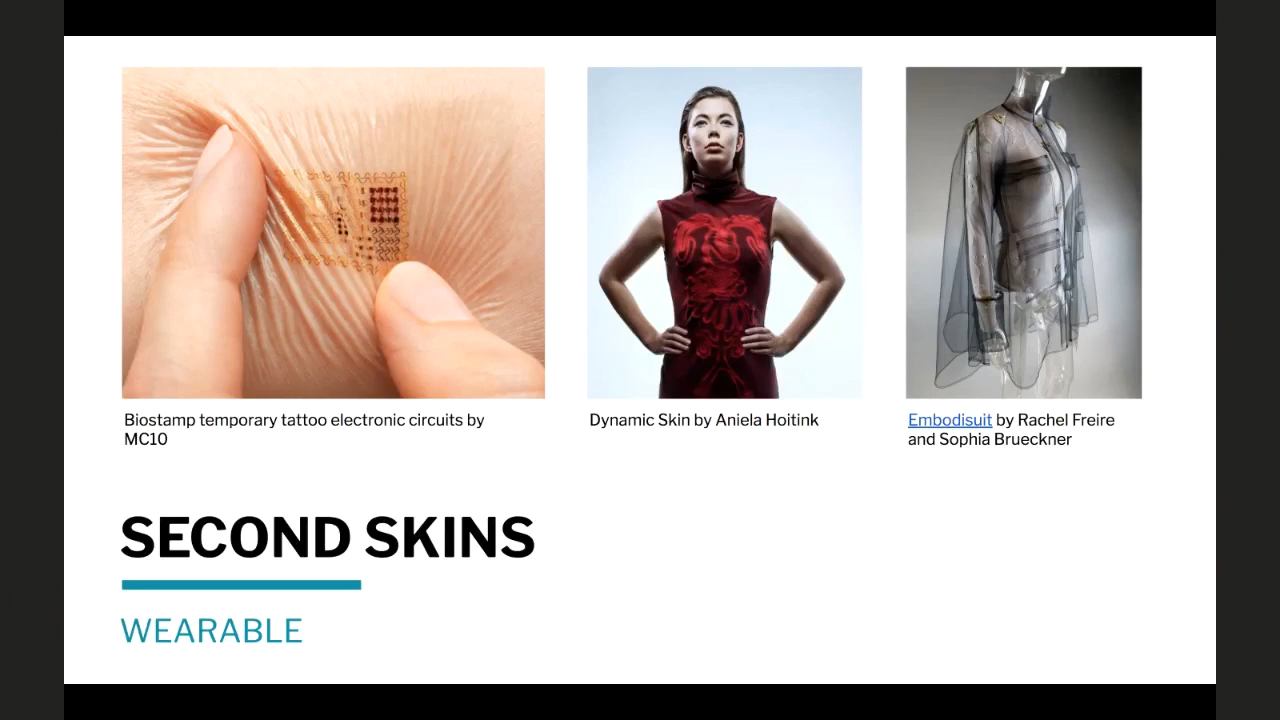 Biostamp temporary tattoo electronic circuits by
MC10
Dynamic Skin by Aniela Hoitink
Embodisuit by Rachel Freire
and Sophia Brueckner
SECOND SKINS
WEARABLE